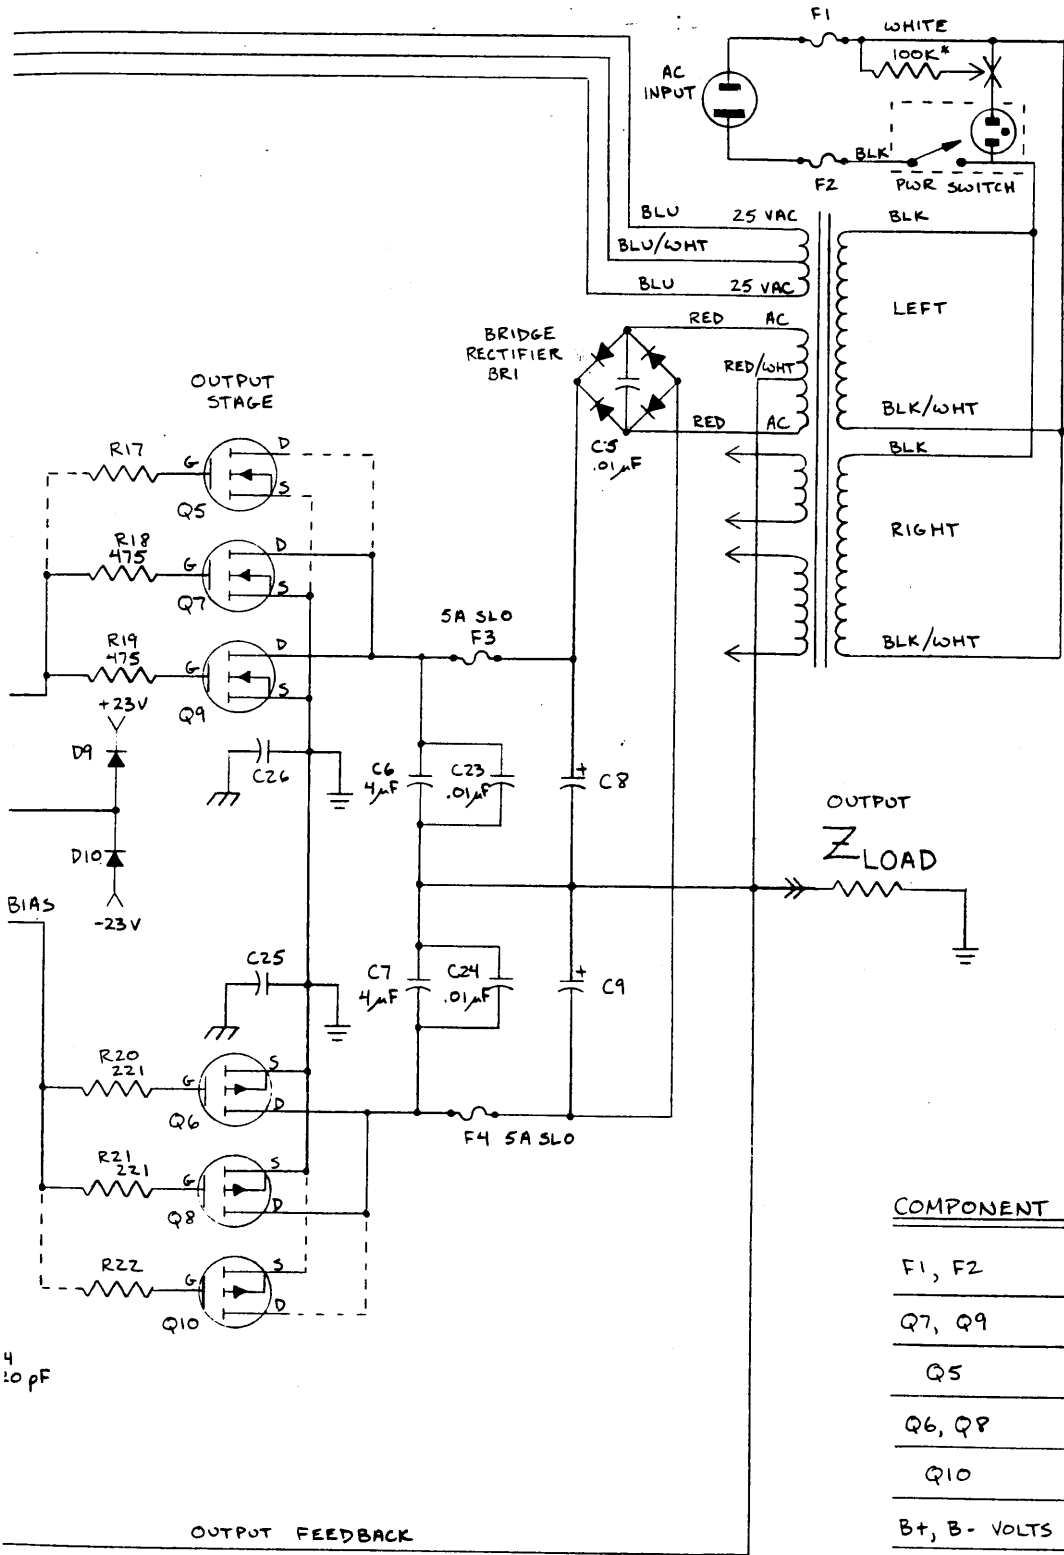 F1
WHITE
100K*
AC
INPUT
BLK
F2
PWR SWITCH
BLU
25 VAC
BLK
BLU/WHT
BLU
25 VAC
LEFT
RED
AC
BRIDGE
RECTIFIER
BR1
RED/WHT
OUTPUT
STAGE
BLK/WHT
RED
AC
C5
.01µF
BLK
R17
G
D
S
Q5
RIGHT
R18
475
G
D
S
Q7
5A SLO
F3
R19
475
G
D
S
Q9
BLK/WHT
+23V
D9
C26
C6
4µF
C23
.01µF
+
C8
OUTPUT
ZLOAD
D10
-23V
BIAS
C25
C7
4µF
C24
.01µF
+
C9
R20
221
G
S
D
Q6
F4 5A SLO
R21
221
G
S
D
Q8
R22
G
S
D
Q10
COMPONENT
F1, F2
Q7, Q9
Q5
Q6, Q8
Q10
B+, B- VOLTS
4
0 pF
OUTPUT FEEDBACK